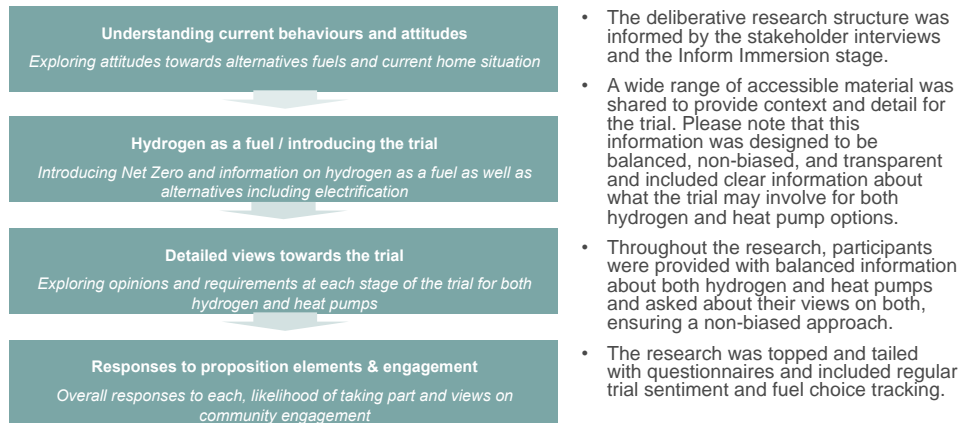 Understanding current behaviours and attitudes
Exploring attitudes towards alternatives fuels and current home situation
Hydrogen as a fuel / introducing the trial
Introducing Net Zero and information on hydrogen as a fuel as well as
alternatives including electrification
Detailed views towards the trial
Exploring opinions and requirements at each stage of the trial for both
hydrogen and heat pumps
Responses to proposition elements & engagement
Overall responses to each, likelihood of taking part and views on
community engagement
• The deliberative research structure was
informed by the stakeholder interviews
and the Inform Immersion stage.
• A wide range of accessible material was
shared to provide context and detail for
the trial. Please note that this
information was designed to be
balanced, non-biased, and transparent
and included clear information about
what the trial may involve for both
hydrogen and heat pump options.
• Throughout the research, participants
were provided with balanced information
about both hydrogen and heat pumps
and asked about their views on both,
ensuring a non-biased approach.
• The research was topped and tailed
with questionnaires and included regular
trial sentiment and fuel choice tracking.